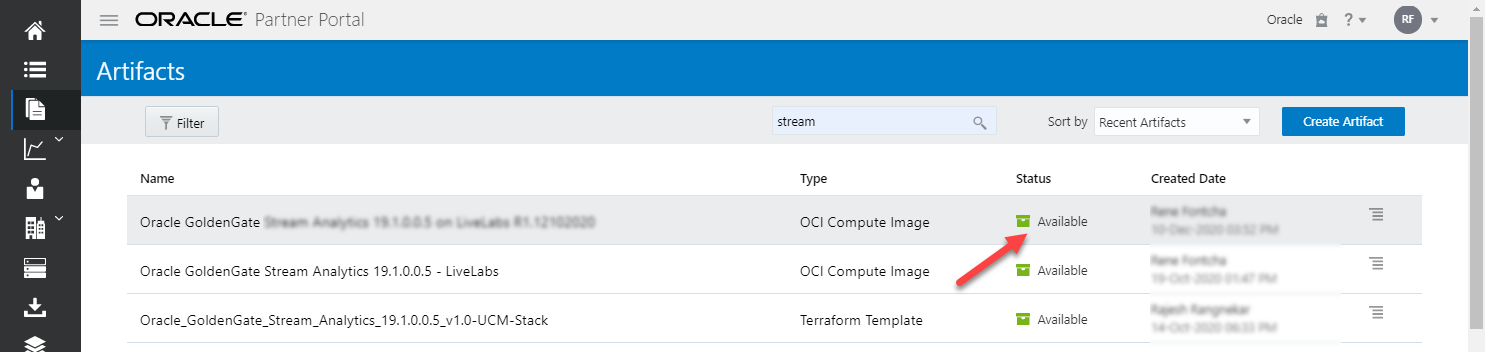 ORACLE Partner Portal
Oracle ? RF
Artifacts
Filter
stream
Sort by Recent Artifacts
Create Artifact
Name Type Status Created Date
Oracle GoldenGate Stream Analytics 19.1.0.0.5 on LiveLabs R1.12102020 OCI Compute Image Available Rene Fontcha
10-Dec-2020 03:52 PM
Oracle GoldenGate Stream Analytics 19.1.0.0.5 - LiveLabs OCI Compute Image Available Rene Fontcha
19-Oct-2020 01:47 PM
Oracle_GoldenGate_Stream_Analytics_19.1.0.0.5_v1.0-UCM-Stack Terraform Template Available Rajesh Rangnekar
14-Oct-2020 06:33 PM